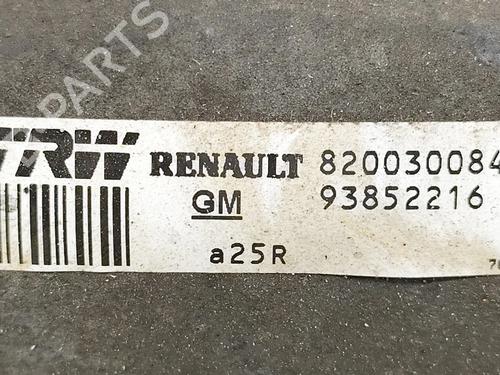 TRW RENAULT 820030084
GM 93852216
a25R
PARTS